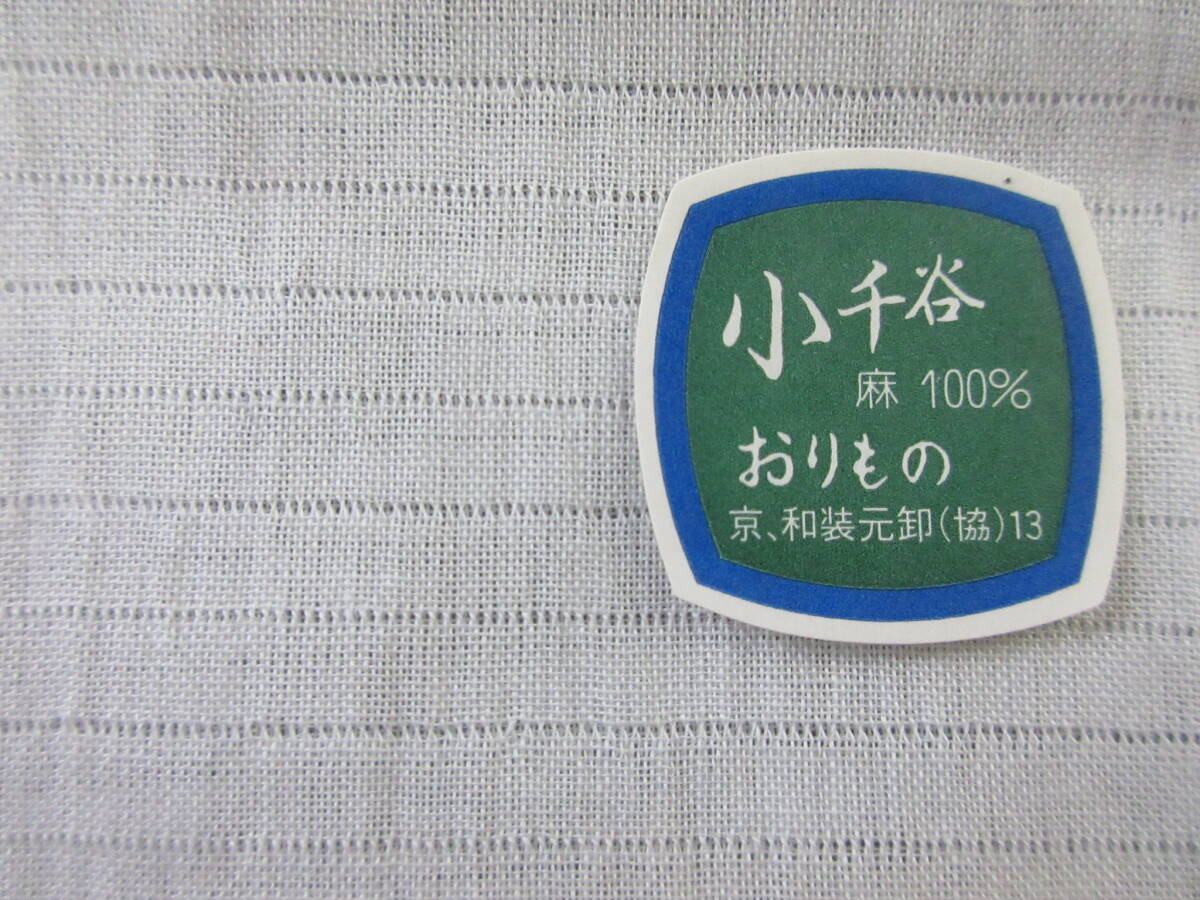 小千谷
麻 100%
おりもの
京、和装元卸(協)13